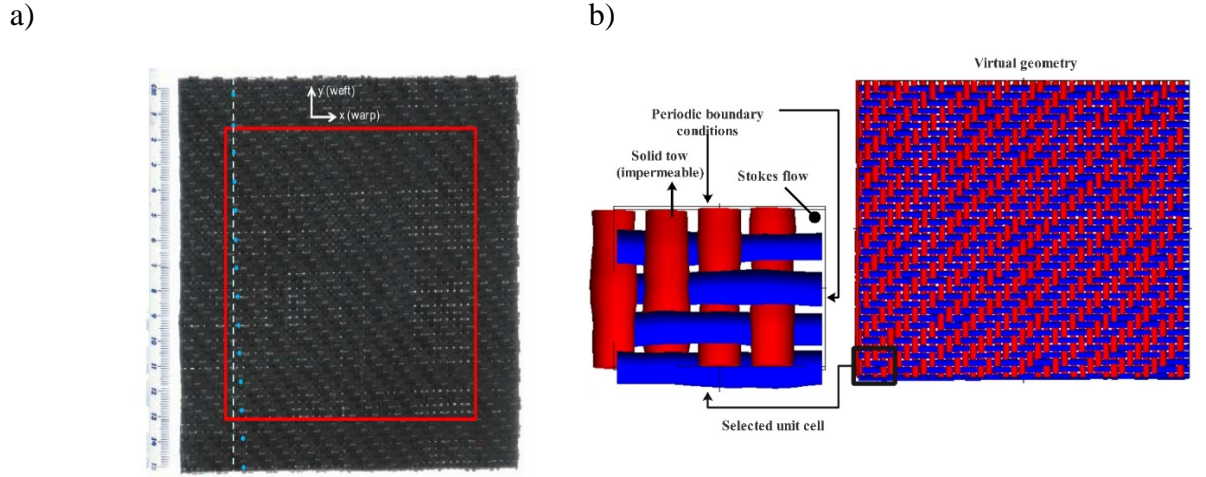 a)
b)
y (weft)
x (warp)
Virtual geometry
Periodic boundary
conditions
Solid tow
(impermeable)
Stokes flow
Selected unit cell